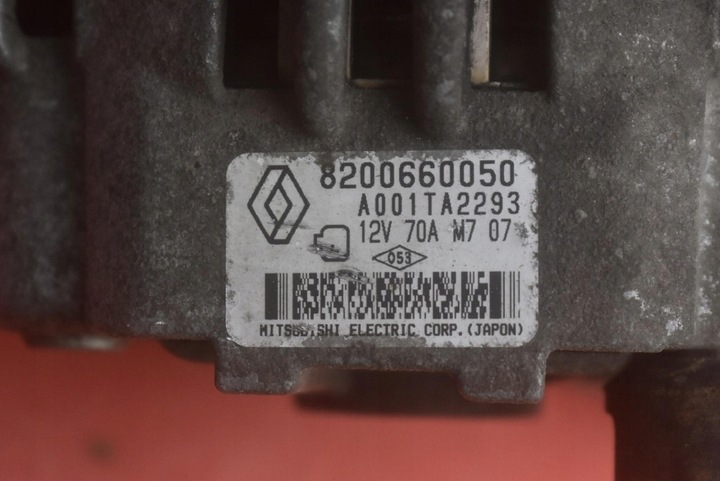 8200660050
A001TA2293
12V 70A M7 07
053
MITSUBISHI ELECTRIC CORP.(JAPON)